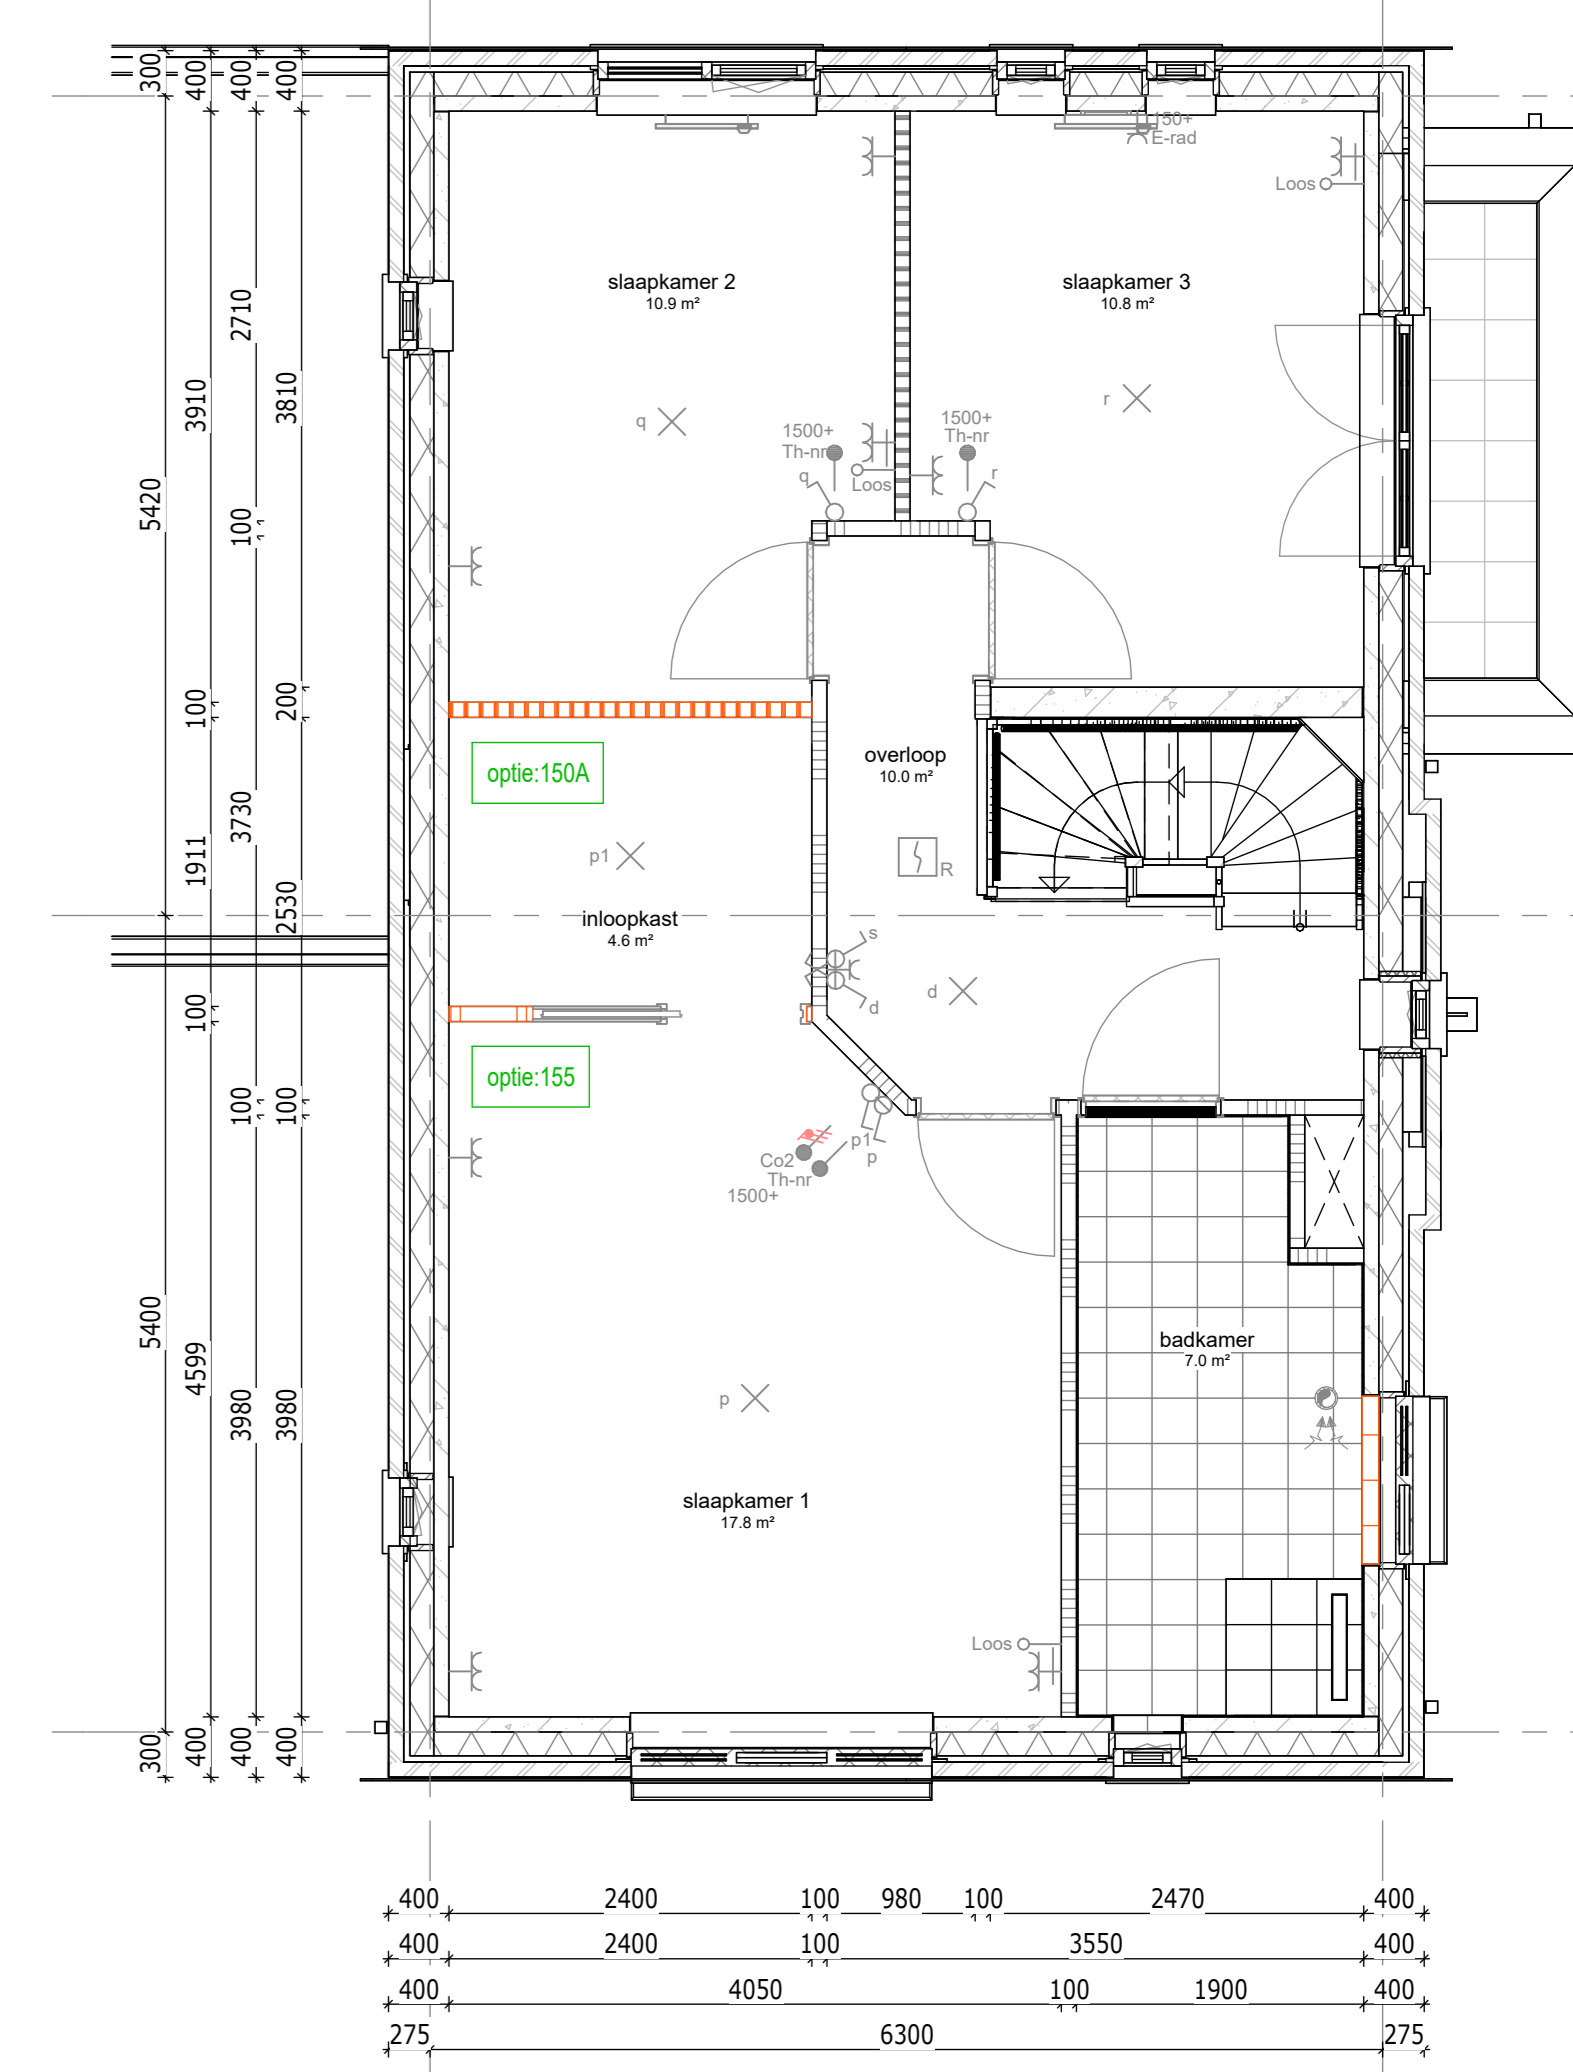 300
400
400
400
150+
E-rad
Loos
slaapkamer 2
10.9 m²
slaapkamer 3
10.8 m²
2710
3910
3810
q
r
1500+
Th-nr
1500+
Th-nr
q
Loos
r
5420
100
100
200
overloop
10.0 m²
optie:150A
3730
1911
p1
R
2530
inloopkast
4.6 m²
s
d
d
100
optie:155
100
100
p1
p
Co2
Th-nr
1500+
5400
4599
3980
3980
badkamer
7.0 m²
p
slaapkamer 1
17.8 m²
Loos
300
400
400
400
400 2400 100 980 100 2470 400
400 2400 100 3550 400
400 4050 100 1900 400
275 6300 275